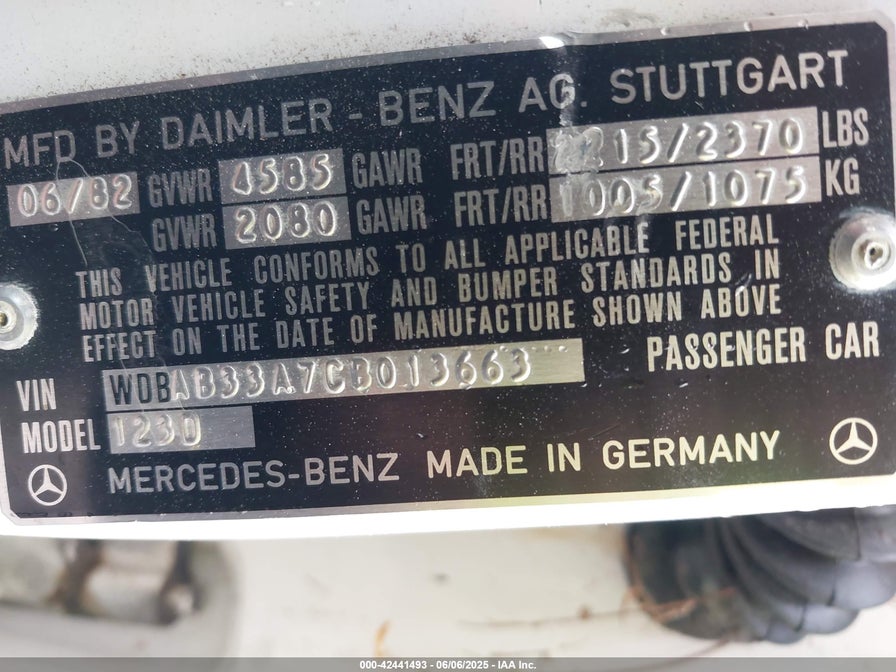 MFD BY DAIMLER - BENZ AG. STUTTGART
06/82 GVWR 4585 GAWR FRT/RR 2215/2370 LBS
GVWR 2080 GAWR FRT/RR 1005/1075 KG
THIS VEHICLE CONFORMS TO ALL APPLICABLE FEDERAL
MOTOR VEHICLE SAFETY AND BUMPER STANDARDS IN
EFFECT ON THE DATE OF MANUFACTURE SHOWN ABOVE
VIN WDBAB33A7CB013663 PASSENGER CAR
MODEL 1230
MERCEDES-BENZ MADE IN GERMANY
000-42441493 - 06/06/2025 - IAA Inc.